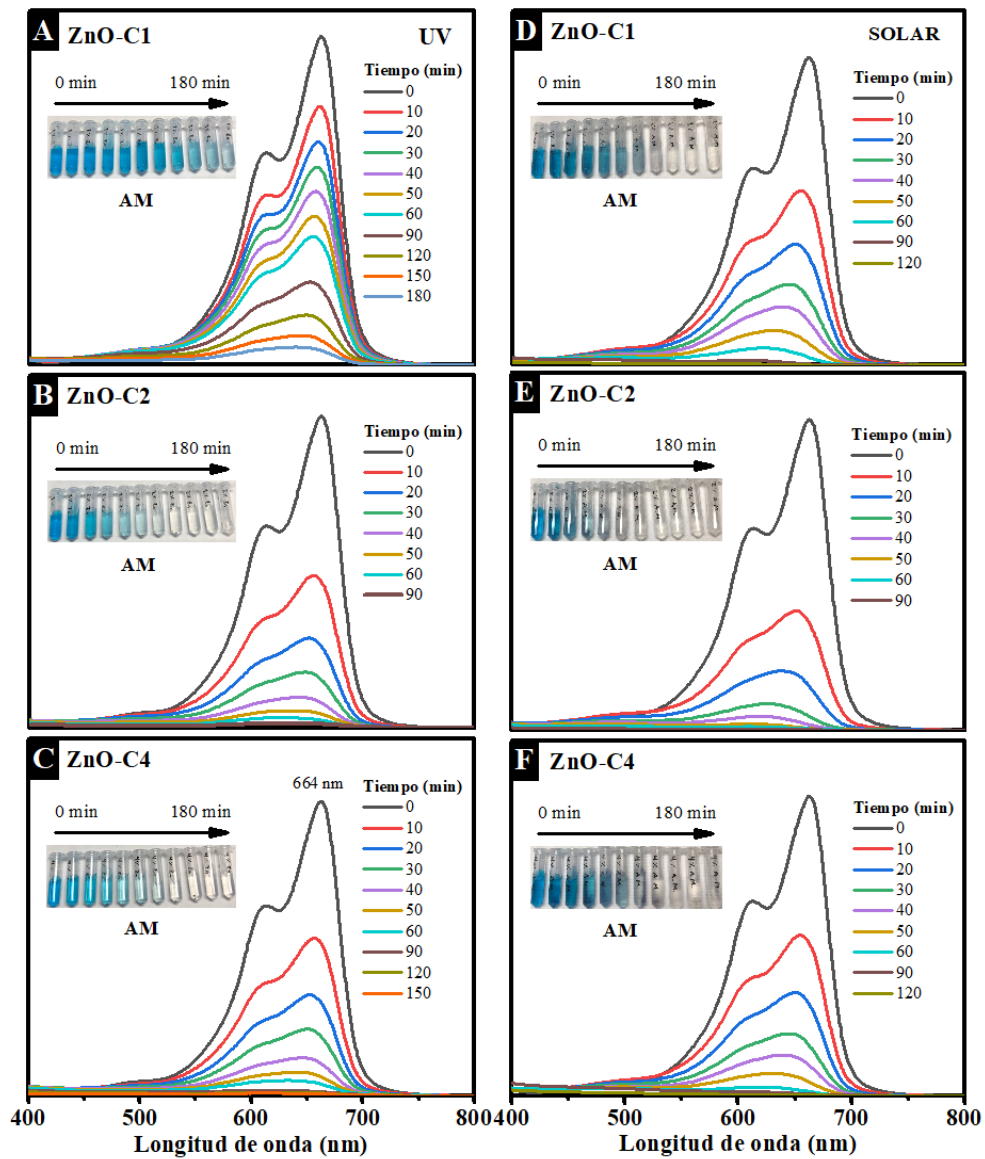 A ZnO-C1 UV
Tiempo (min)
0 min 180 min
0
10
20
30
40
50
60
90
120
150
180
AM
D ZnO-C1 SOLAR
Tiempo (min)
0 min 180 min
0
10
20
30
40
50
60
90
120
AM
B ZnO-C2
Tiempo (min)
0 min 180 min
0
10
20
30
40
50
60
90
AM
E ZnO-C2
Tiempo (min)
0 min 180 min
0
10
20
30
40
50
60
90
AM
C ZnO-C4
664 nm
Tiempo (min)
0 min 180 min
0
10
20
30
40
50
60
90
120
150
AM
400 500 600 700 800
Longitud de onda (nm)
F ZnO-C4
Tiempo (min)
0 min 180 min
0
10
20
30
40
50
60
90
120
AM
400 500 600 700 800
Longitud de onda (nm)